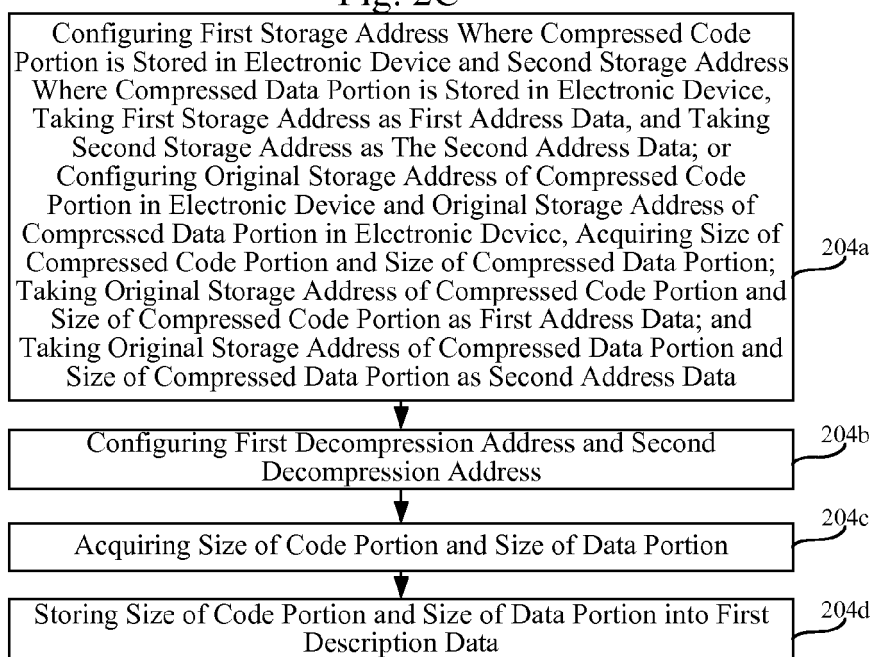 Fig. 2C
Configuring First Storage Address Where Compressed Code
Portion is Stored in Electronic Device and Second Storage Address
Where Compressed Data Portion is Stored in Electronic Device,
Taking First Storage Address as First Address Data, and Taking
Second Storage Address as The Second Address Data; or
Configuring Original Storage Address of Compressed Code
Portion in Electronic Device and Original Storage Address of
Compressed Data Portion in Electronic Device, Acquiring Size of
Compressed Code Portion and Size of Compressed Data Portion;
Taking Original Storage Address of Compressed Code Portion and
Size of Compressed Code Portion as First Address Data; and
Taking Original Storage Address of Compressed Data Portion and
Size of Compressed Data Portion as Second Address Data
204a
Configuring First Decompression Address and Second
Decompression Address
204b
Acquiring Size of Code Portion and Size of Data Portion
204c
Storing Size of Code Portion and Size of Data Portion into First
Description Data
204d